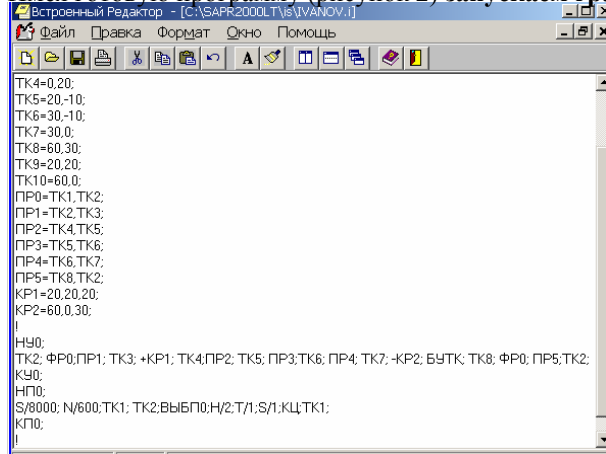 Встроенный Редактор - [C:\SAPR2000LT\is\IVANOV.i]
Файл Правка Формат Окно Помощь
ТК4=0,20;
ТК5=20,-10;
ТК6=30,-10;
ТК7=30,0;
ТК8=60,30;
ТК9=20,20;
ТК10=60,0;
ПР0=ТК1,ТК2;
ПР1=ТК2,ТК3;
ПР2=ТК4,ТК5;
ПР3=ТК5,ТК6;
ПР4=ТК6,ТК7;
ПР5=ТК8,ТК2;
КР1=20,20,20;
КР2=60,0,30;
!
НУ0;
ТК2; ФР0;ПР1; ТК3; +КР1; ТК4;ПР2; ТК5; ПР3;ТК6; ПР4; ТК7; -КР2; БУТК; ТК8; ФР0; ПР5;ТК2;
КУ0;
НП0;
S/8000; N/600;ТК1; ТК2;ВЫБП0;Н/2;Т/1;S/1;КЦ;ТК1;
КП0;
!